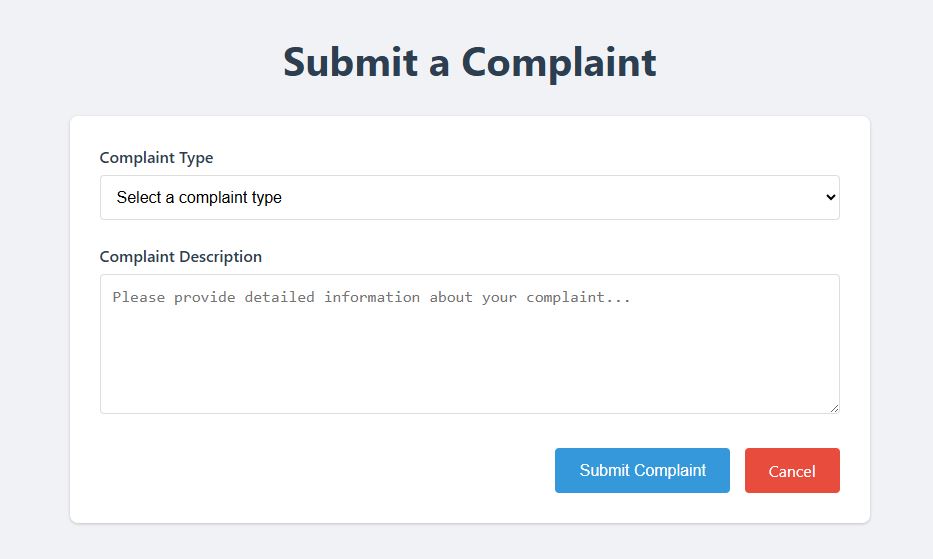 Submit a Complaint
Complaint Type
Select a complaint type
Complaint Description
Please provide detailed information about your complaint...
Submit Complaint
Cancel